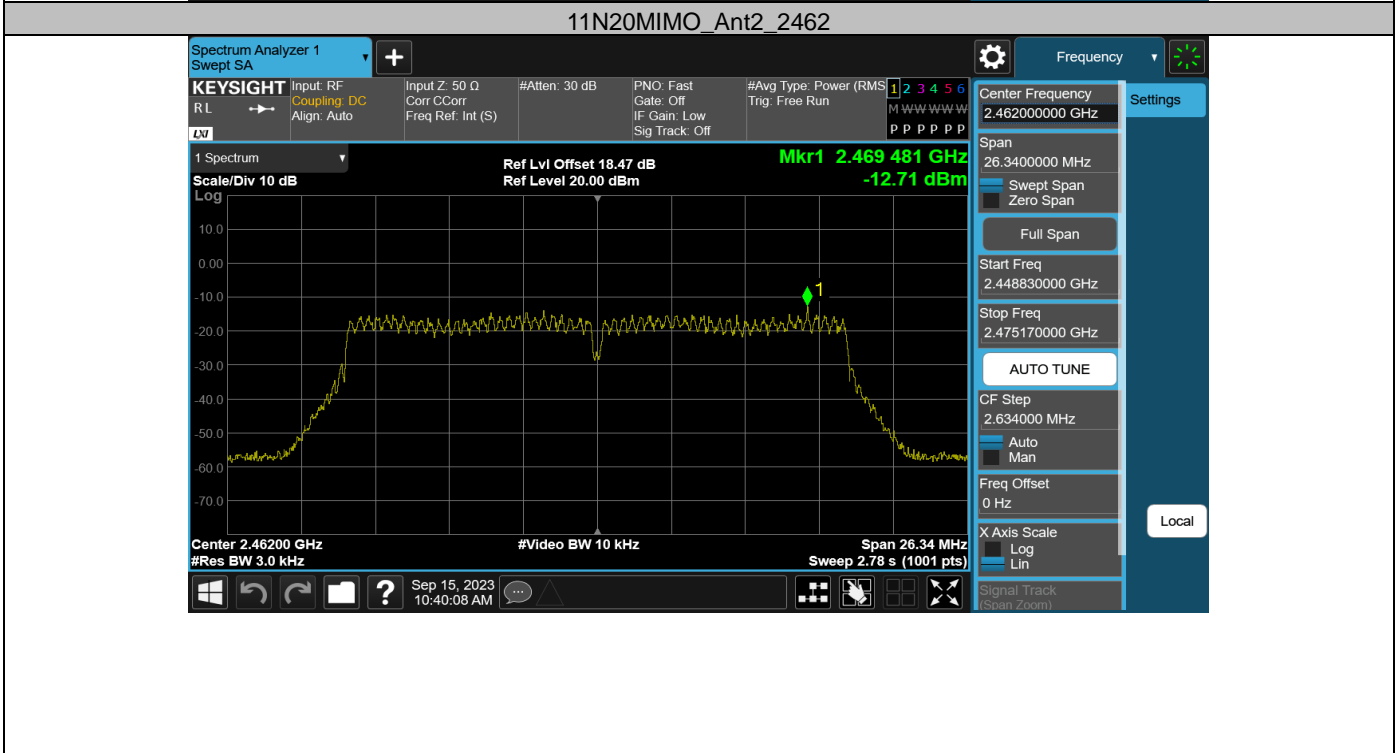 11N20MIMO_Ant2_2462
Spectrum Analyzer 1
Swept SA
Frequency
KEYSIGHT
RL
LXI
Input: RF
Coupling: DC
Align: Auto
Input Z: 50 Ω
Corr CCorr
Freq Ref: Int (S)
#Atten: 30 dB
PNO: Fast
Gate: Off
IF Gain: Low
Sig Track: Off
#Avg Type: Power (RMS
Trig: Free Run
1 2 3 4 5 6
M W W W W W
P P P P P P
1 Spectrum
Scale/Div 10 dB
Ref Lvl Offset 18.47 dB
Ref Level 20.00 dBm
Mkr1 2.469 481 GHz
-12.71 dBm
Log
10.0
0.00
-10.0
-20.0
-30.0
-40.0
-50.0
-60.0
-70.0
1
Center 2.46200 GHz
#Res BW 3.0 kHz
#Video BW 10 kHz
Span 26.34 MHz
Sweep 2.78 s (1001 pts)
Sep 15, 2023
10:40:08 AM
?
Center Frequency
2.462000000 GHz
Span
26.3400000 MHz
Swept Span
Zero Span
Full Span
Start Freq
2.448830000 GHz
Stop Freq
2.475170000 GHz
AUTO TUNE
CF Step
2.634000 MHz
Auto
Man
Freq Offset
0 Hz
X Axis Scale
Log
Lin
Signal Track
(Span Zoom)
Settings
Local